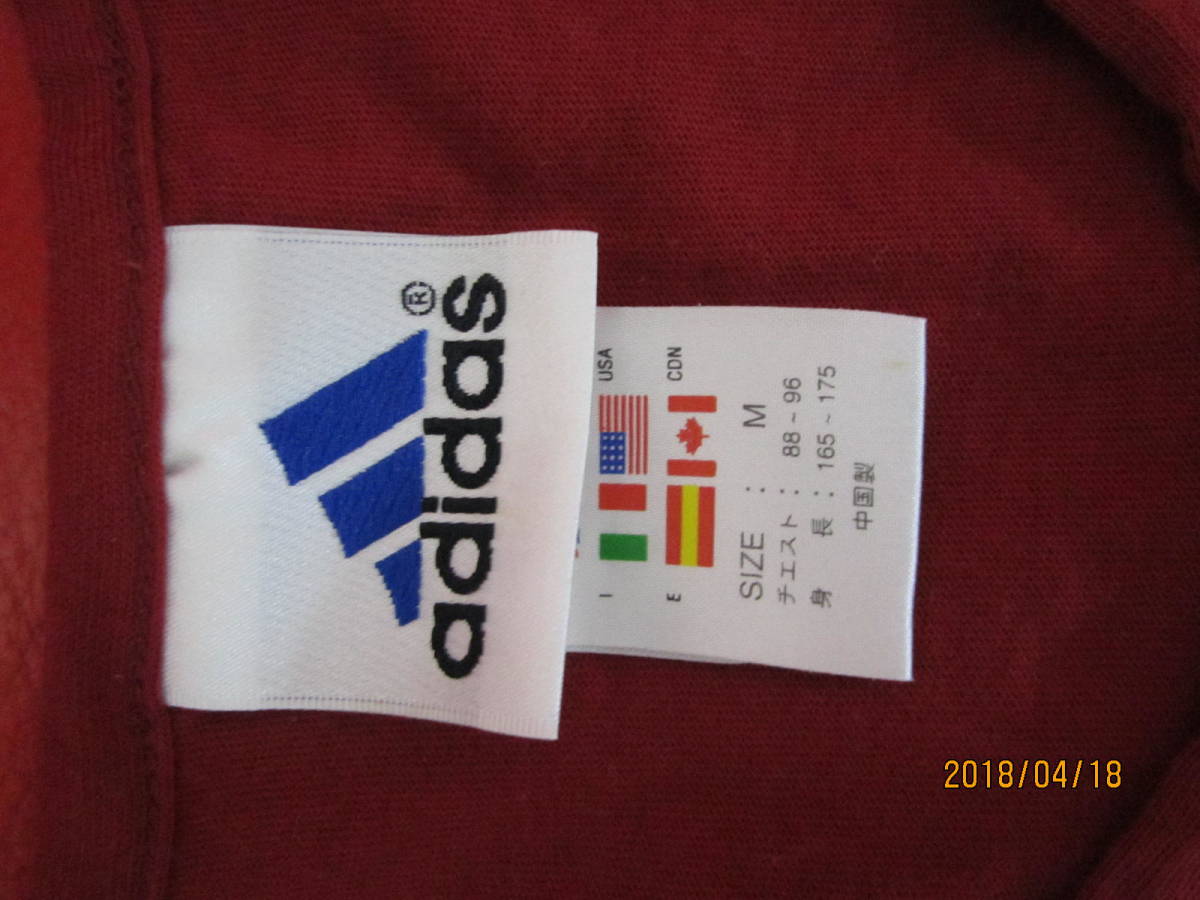 adidas®
I USA
E CDN
SIZE : M
チェスト : 88 ~ 96
身 長 : 165 ~ 175
中国製
2018/04/18